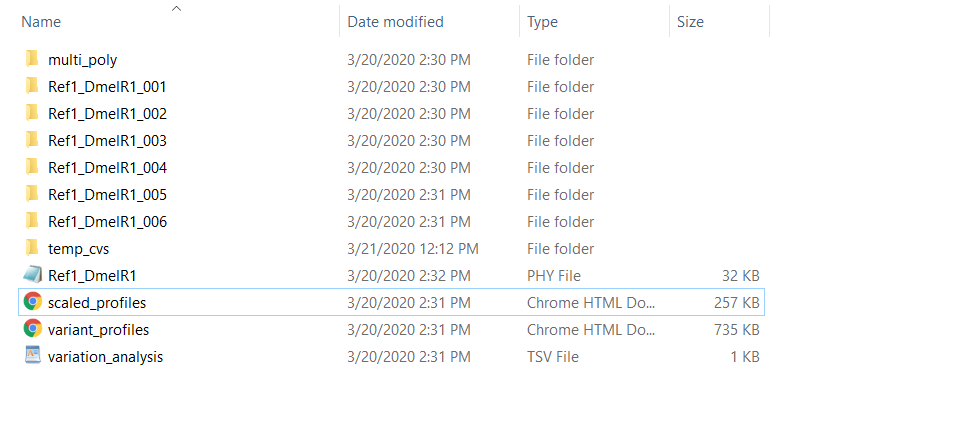 Name Date modified Type Size
multi_poly 3/20/2020 2:30 PM File folder
Ref1_DmelR1_001 3/20/2020 2:30 PM File folder
Ref1_DmelR1_002 3/20/2020 2:30 PM File folder
Ref1_DmelR1_003 3/20/2020 2:30 PM File folder
Ref1_DmelR1_004 3/20/2020 2:30 PM File folder
Ref1_DmelR1_005 3/20/2020 2:31 PM File folder
Ref1_DmelR1_006 3/20/2020 2:31 PM File folder
temp_cvs 3/21/2020 12:12 PM File folder
Ref1_DmelR1 3/20/2020 2:32 PM PHY File 32 KB
scaled_profiles 3/20/2020 2:31 PM Chrome HTML Do... 257 KB
variant_profiles 3/20/2020 2:31 PM Chrome HTML Do... 735 KB
variation_analysis 3/20/2020 2:31 PM TSV File 1 KB